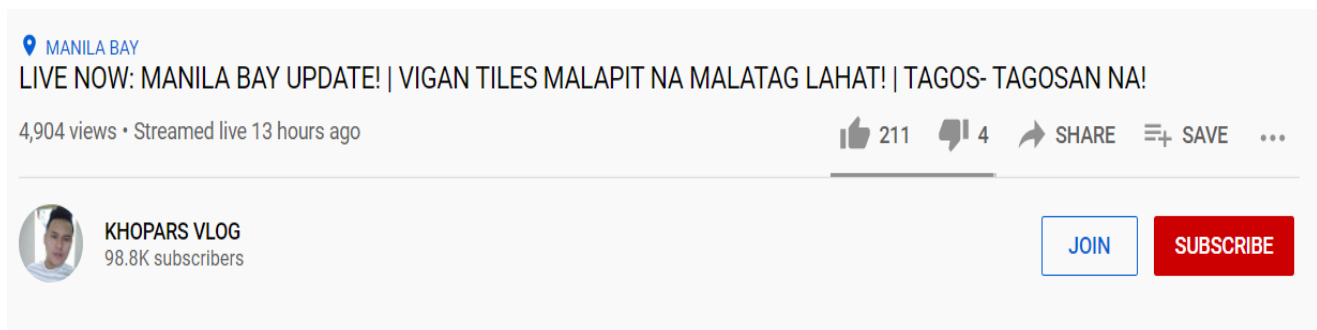 MANILA BAY
LIVE NOW: MANILA BAY UPDATE! | VIGAN TILES MALAPIT NA MALATAG LAHAT! | TAGOS- TAGOSAN NA!
4,904 views • Streamed live 13 hours ago
211 4 SHARE SAVE ...
KHOPARS VLOG
98.8K subscribers
JOIN SUBSCRIBE